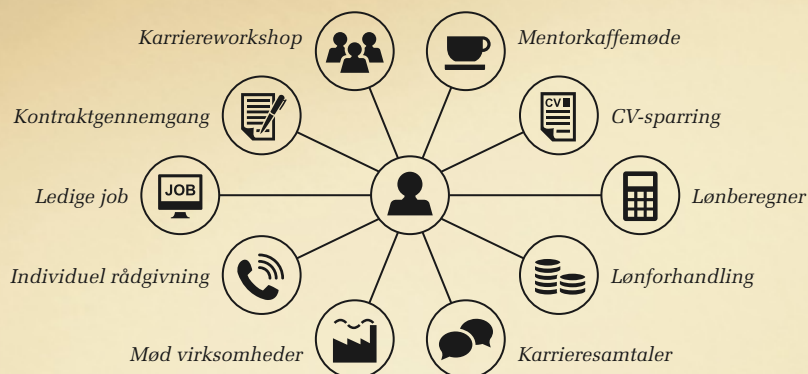 Karriereworkshop
Mentorkaffemøde
Kontraktgennemgang
CV
CV-sparring
Ledige job
JOB
Lønberegner
Individuel rådgivning
Lønforhandling
Mød virksomheder
Karrieresamtaler